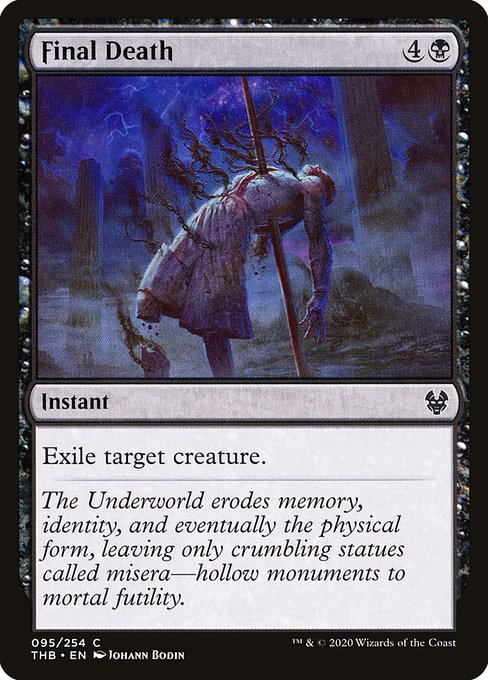 Final Death 4
Instant
Exile target creature.
The Underworld erodes memory,
identity, and eventually the physical
form, leaving only crumbling statues
called misera—hollow monuments to
mortal futility.
095/254 C
THB • EN Johann Bodin
™ & © 2020 Wizards of the Coast